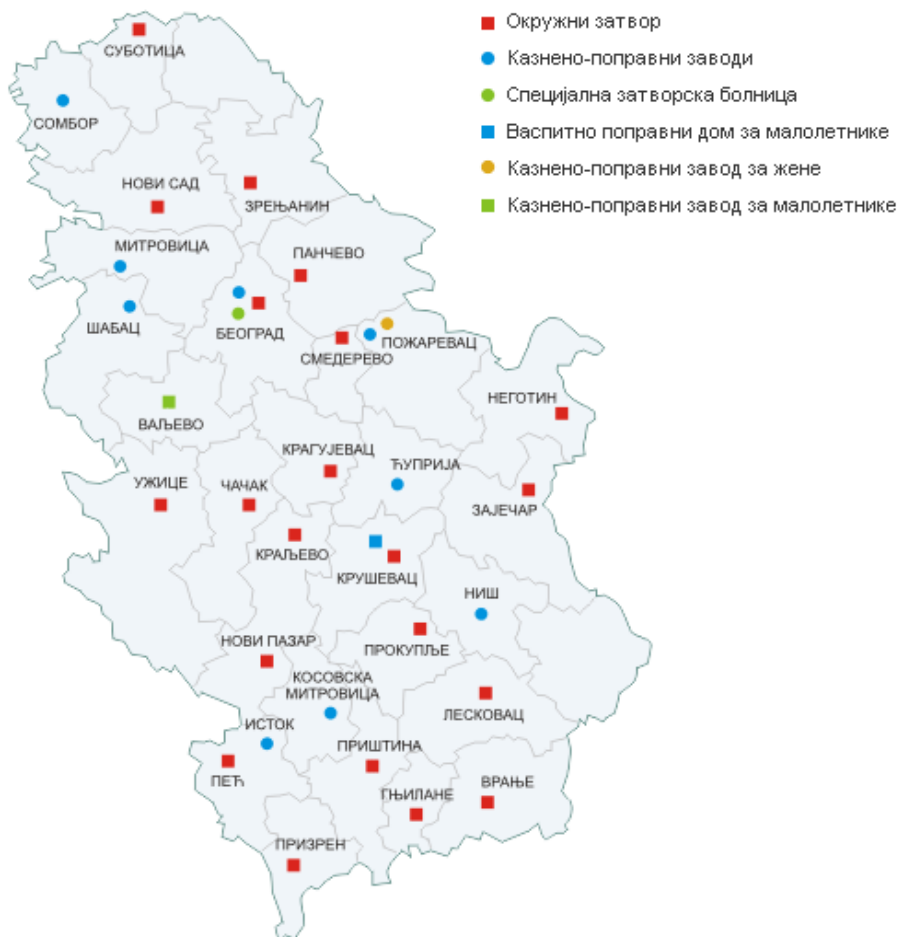 Окружни затвор
Казнено-поправни заводи
Специјална затворска болница
Васпитно поправни дом за малолетнике
Казнено-поправни завод за жене
Казнено-поправни завод за малолетнике
СУБОТИЦА
СОМБОР
НОВИ САД
ЗРЕЊАНИН
МИТРОВИЦА
ПАНЧЕВО
ШАБАЦ
БЕОГРАД
СМЕДЕРЕВО
ПОЖАРЕВАЦ
НЕГОТИН
ВАЉЕВО
КРАГУЈЕВАЦ
ЋУПРИЈА
УЖИЦЕ
ЧАЧАК
ЗАЈЕЧАР
КРАЉЕВО
КРУШЕВАЦ
НИШ
НОВИ ПАЗАР
ПРОКУПЉЕ
КОСОВСКА
МИТРОВИЦА
ЛЕСКОВАЦ
ИСТОК
ПРИШТИНА
ПЕЋ
ГЊИЛАНЕ
ВРАЊЕ
ПРИЗРЕН